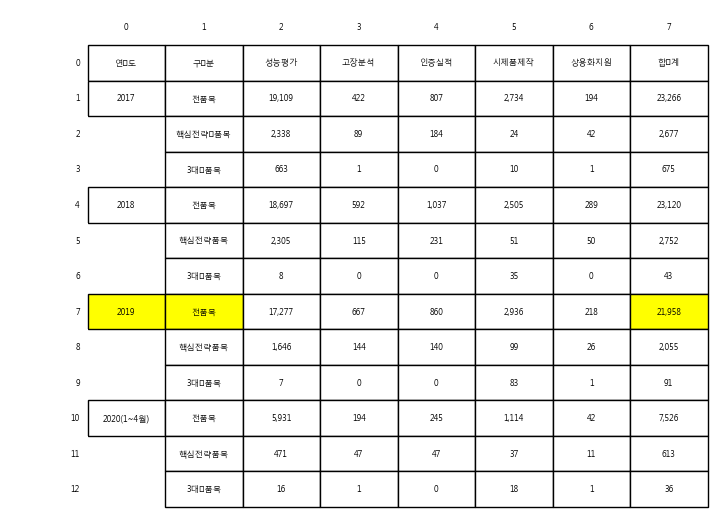 0 1 2 3 4 5 6 7
0 연□도 구□분 성능평가 고장분석 인증실적 시제품제작 상용화지원 합□계
1 2017 전품목 19,109 422 807 2,734 194 23,266
2 핵심전략□품목 2,338 89 184 24 42 2,677
3 3대□품목 663 1 0 10 1 675
4 2018 전품목 18,697 592 1,037 2,505 289 23,120
5 핵심전략품목 2,305 115 231 51 50 2,752
6 3대□품목 8 0 0 35 0 43
7 2019 전품목 17,277 667 860 2,936 218 21,958
8 핵심전략품목 1,646 144 140 99 26 2,055
9 3대□품목 7 0 0 83 1 91
10 2020(1~4월) 전품목 5,931 194 245 1,114 42 7,526
11 핵심전략품목 471 47 47 37 11 613
12 3대□품목 16 1 0 18 1 36